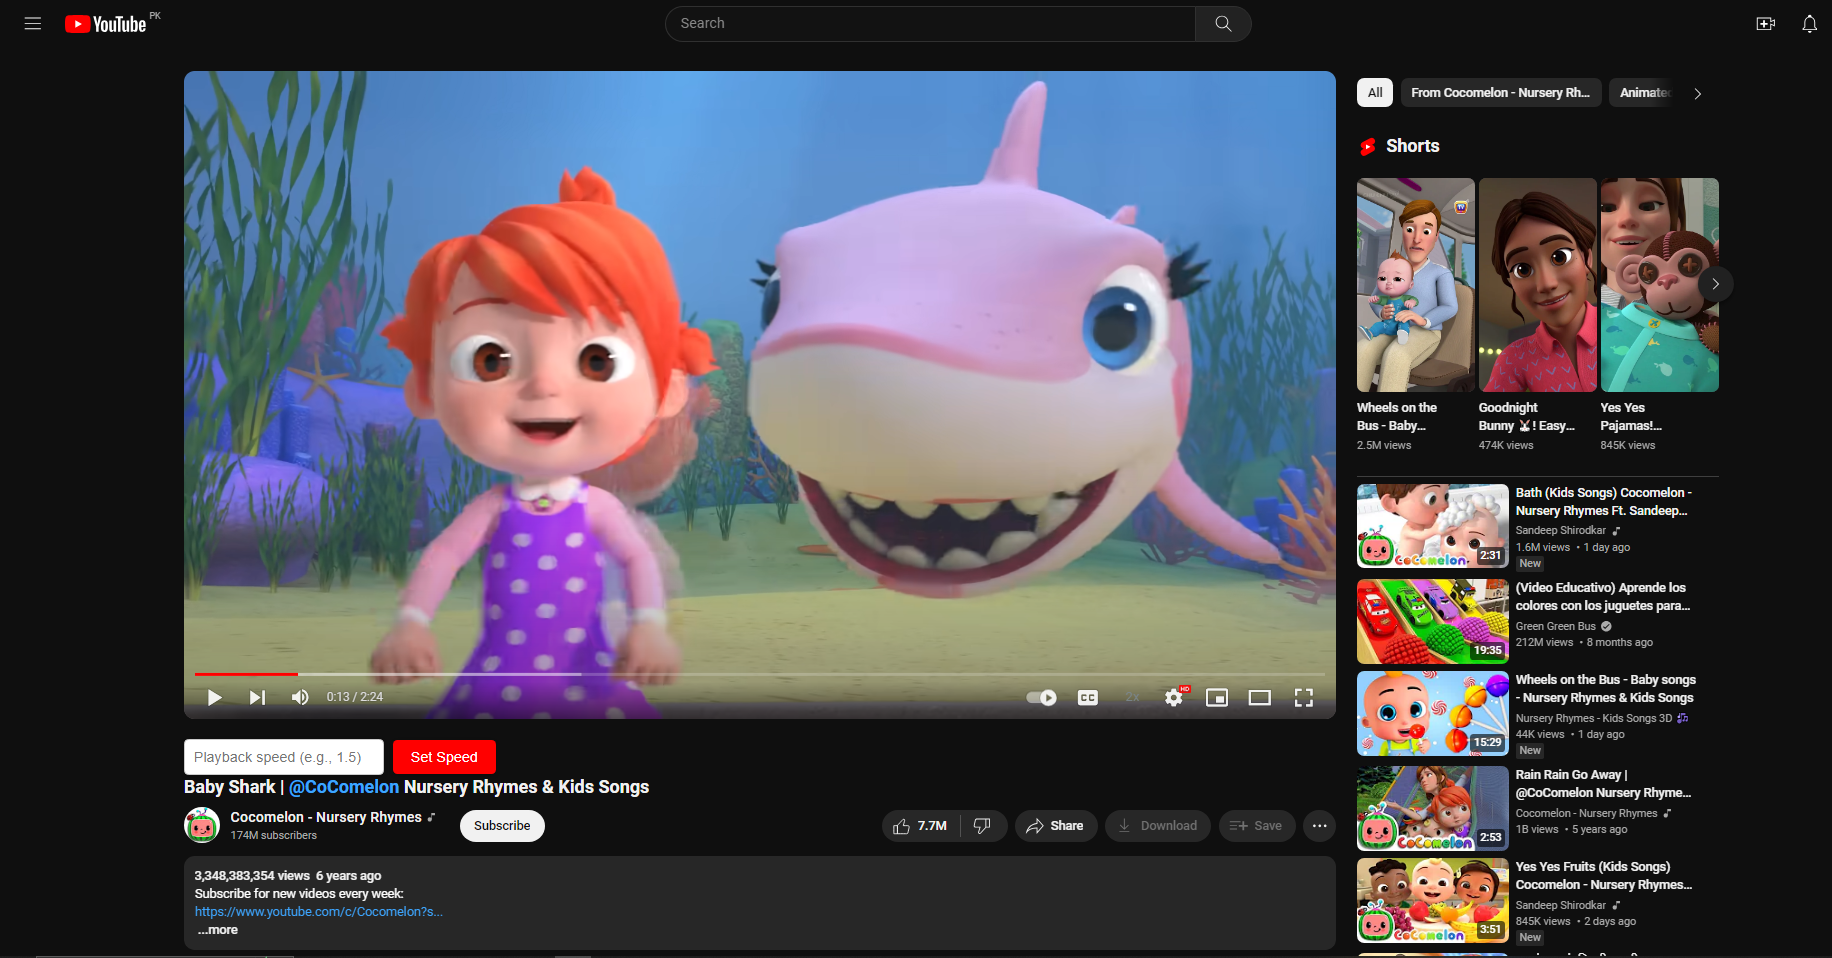 YouTube PK
Search
All
From Cocomelon - Nursery Rh...
Shorts
Wheels on the
Bus - Baby...
2.5M views
Goodnight
Bunny 🐰! Easy...
474K views
Yes Yes
Pajamas!...
845K views
Bath (Kids Songs) Cocomelon -
Nursery Rhymes Ft. Sandeep...
Sandeep Shirodkar
1.6M views • 1 day ago
New
CoComelon
2:31
(Video Educativo) Aprende los
colores con los juguetes para...
Green Green Bus
212M views • 8 months ago
19:35
Wheels on the Bus - Baby songs
- Nursery Rhymes & Kids Songs
Nursery Rhymes - Kids Songs 3D
44K views • 1 day ago
New
15:29
Rain Rain Go Away |
@CoComelon Nursery Rhyme...
Cocomelon - Nursery Rhymes
1B views • 5 years ago
CoComelon
2:53
Yes Yes Fruits (Kids Songs)
Cocomelon - Nursery Rhymes...
Sandeep Shirodkar
845K views • 2 days ago
New
CoComelon
3:51
0:13 / 2:24
CC
2x
HD
Playback speed (e.g., 1.5)
Set Speed
Baby Shark | @CoComelon Nursery Rhymes & Kids Songs
Cocomelon - Nursery Rhymes
174M subscribers
Subscribe
7.7M
Share
Download
Save
3,348,383,354 views 6 years ago
Subscribe for new videos every week:
https://www.youtube.com/c/Cocomelon?s...
...more